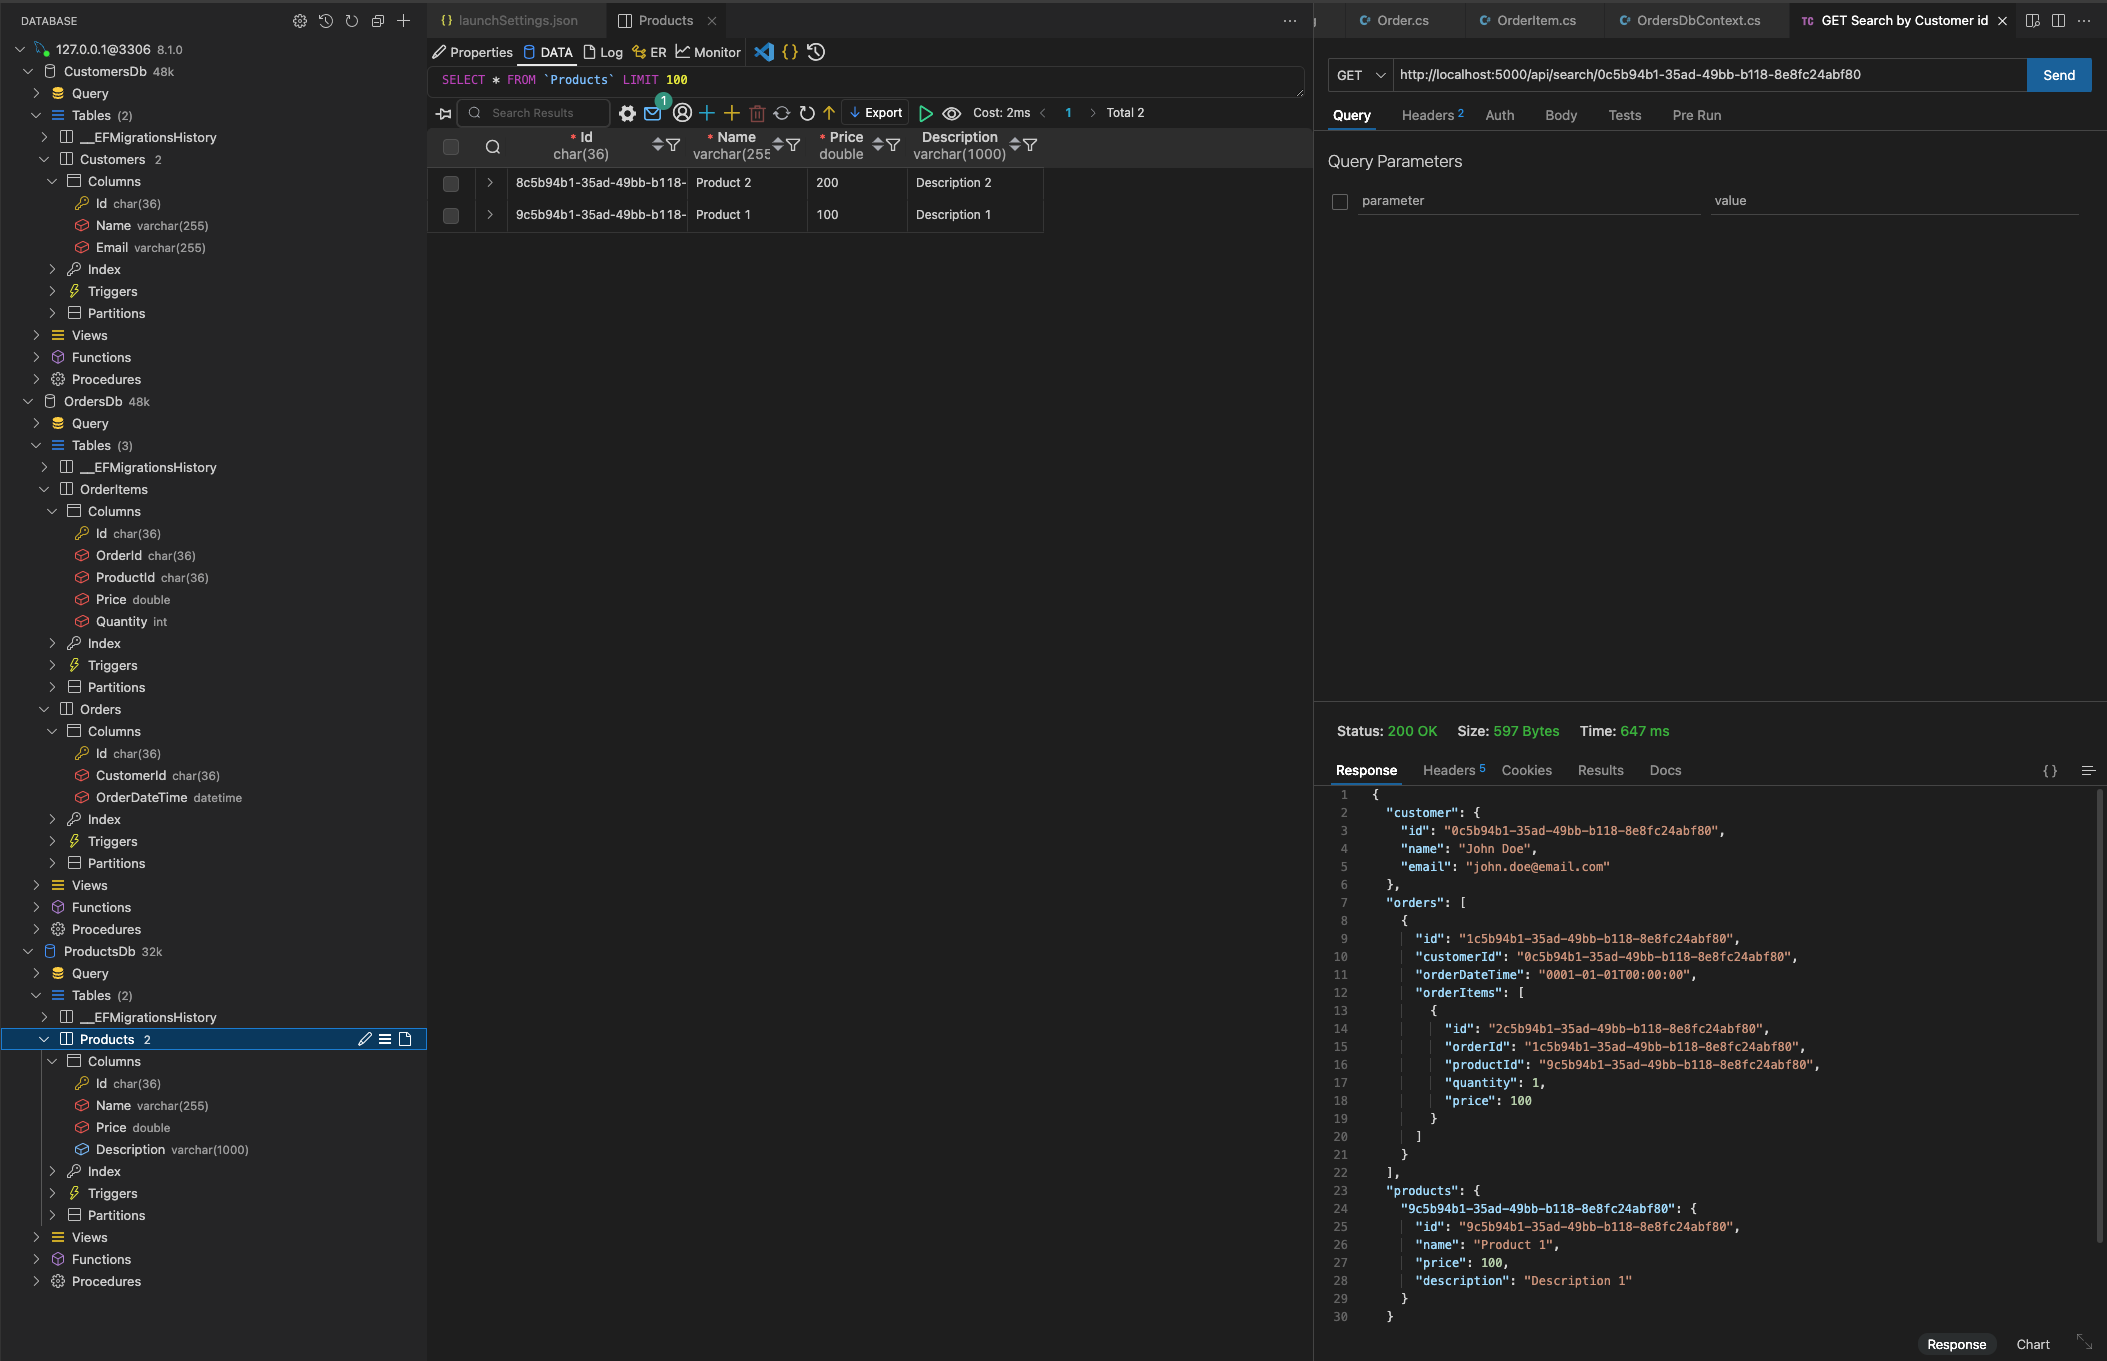 DATABASE
127.0.0.1@3306 8.1.0
CustomersDb 48k
Query
Tables (2)
__EFMigrationsHistory
Customers 2
Columns
Id char(36)
Name varchar(255)
Email varchar(255)
Index
Triggers
Partitions
Views
Functions
Procedures
OrdersDb 48k
Query
Tables (3)
__EFMigrationsHistory
OrderItems
Columns
Id char(36)
OrderId char(36)
ProductId char(36)
Price double
Quantity int
Index
Triggers
Partitions
Orders
Columns
Id char(36)
CustomerId char(36)
OrderDateTime datetime
Index
Triggers
Partitions
Views
Functions
Procedures
ProductsDb 32k
Query
Tables (2)
__EFMigrationsHistory
Products 2
Columns
Id char(36)
Name varchar(255)
Price double
Description varchar(1000)
Index
Triggers
Partitions
Views
Functions
Procedures
{} launchSettings.json Products
Properties DATA Log ER Monitor {}
SELECT * FROM `Products` LIMIT 100
Search Results 1 Export Cost: 2ms 1 Total 2
* Id * Name * Price Description
char(36) varchar(255 double varchar(1000)
8c5b94b1-35ad-49bb-b118- Product 2 200 Description 2
9c5b94b1-35ad-49bb-b118- Product 1 100 Description 1
Order.cs OrderItem.cs OrdersDbContext.cs TC GET Search by Customer id
GET http://localhost:5000/api/search/0c5b94b1-35ad-49bb-b118-8e8fc24abf80 Send
Query Headers 2 Auth Body Tests Pre Run
Query Parameters
parameter value
Status: 200 OK Size: 597 Bytes Time: 647 ms
Response Headers 5 Cookies Results Docs {}
1 {
2 "customer": {
3 "id": "0c5b94b1-35ad-49bb-b118-8e8fc24abf80",
4 "name": "John Doe",
5 "email": "john.doe@email.com"
6 },
7 "orders": [
8 {
9 "id": "1c5b94b1-35ad-49bb-b118-8e8fc24abf80",
10 "customerId": "0c5b94b1-35ad-49bb-b118-8e8fc24abf80",
11 "orderDateTime": "0001-01-01T00:00:00",
12 "orderItems": [
13 {
14 "id": "2c5b94b1-35ad-49bb-b118-8e8fc24abf80",
15 "orderId": "1c5b94b1-35ad-49bb-b118-8e8fc24abf80",
16 "productId": "9c5b94b1-35ad-49bb-b118-8e8fc24abf80",
17 "quantity": 1,
18 "price": 100
19 }
20 ]
21 }
22 ],
23 "products": {
24 "9c5b94b1-35ad-49bb-b118-8e8fc24abf80": {
25 "id": "9c5b94b1-35ad-49bb-b118-8e8fc24abf80",
26 "name": "Product 1",
27 "price": 100,
28 "description": "Description 1"
29 }
30 }
Response Chart